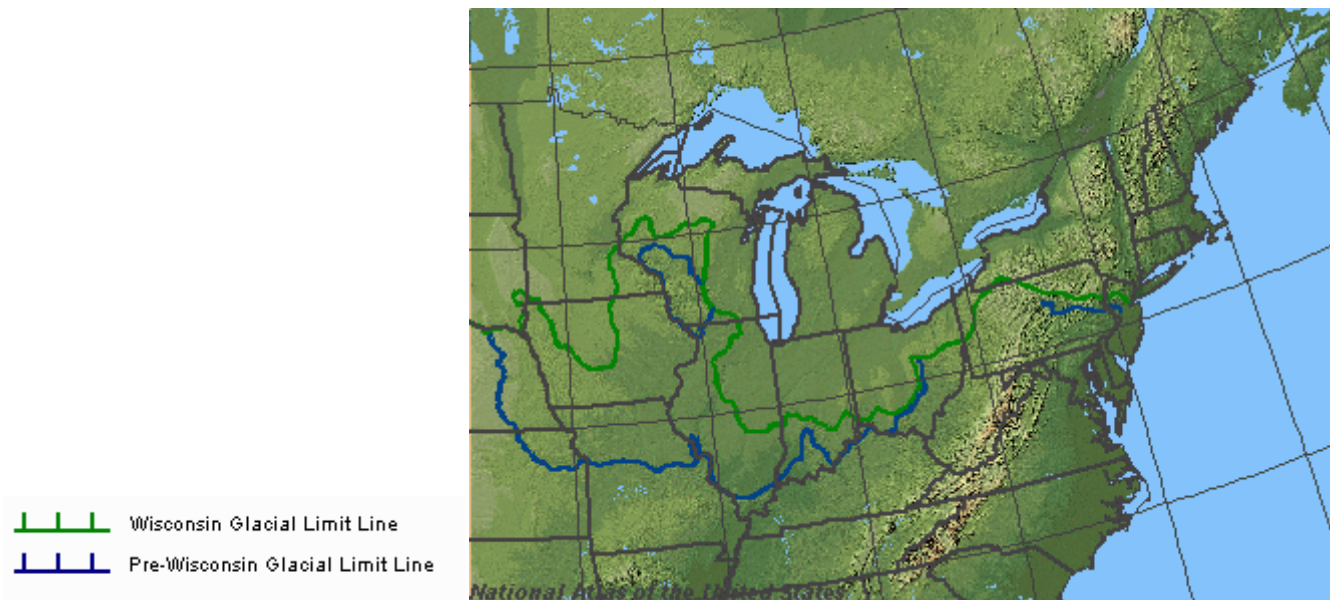 Wisconsin Glacial Limit Line
Pre-Wisconsin Glacial Limit Line
National Atlas of the United States